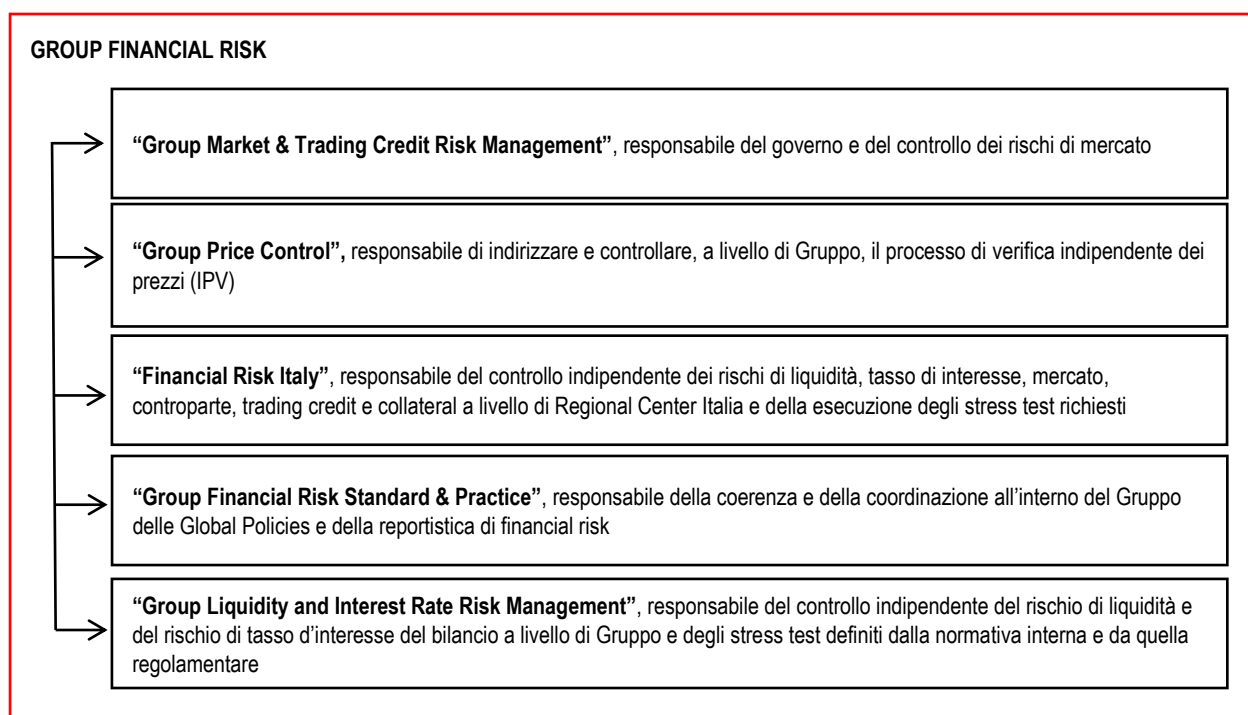 GROUP FINANCIAL RISK
“Group Market & Trading Credit Risk Management”, responsabile del governo e del controllo dei rischi di mercato
“Group Price Control”, responsabile di indirizzare e controllare, a livello di Gruppo, il processo di verifica indipendente dei
prezzi (IPV)
“Financial Risk Italy”, responsabile del controllo indipendente dei rischi di liquidità, tasso di interesse, mercato,
controparte, trading credit e collateral a livello di Regional Center Italia e della esecuzione degli stress test richiesti
“Group Financial Risk Standard & Practice”, responsabile della coerenza e della coordinazione all’interno del Gruppo
delle Global Policies e della reportistica di financial risk
“Group Liquidity and Interest Rate Risk Management”, responsabile del controllo indipendente del rischio di liquidità e
del rischio di tasso d’interesse del bilancio a livello di Gruppo e degli stress test definiti dalla normativa interna e da quella
regolamentare